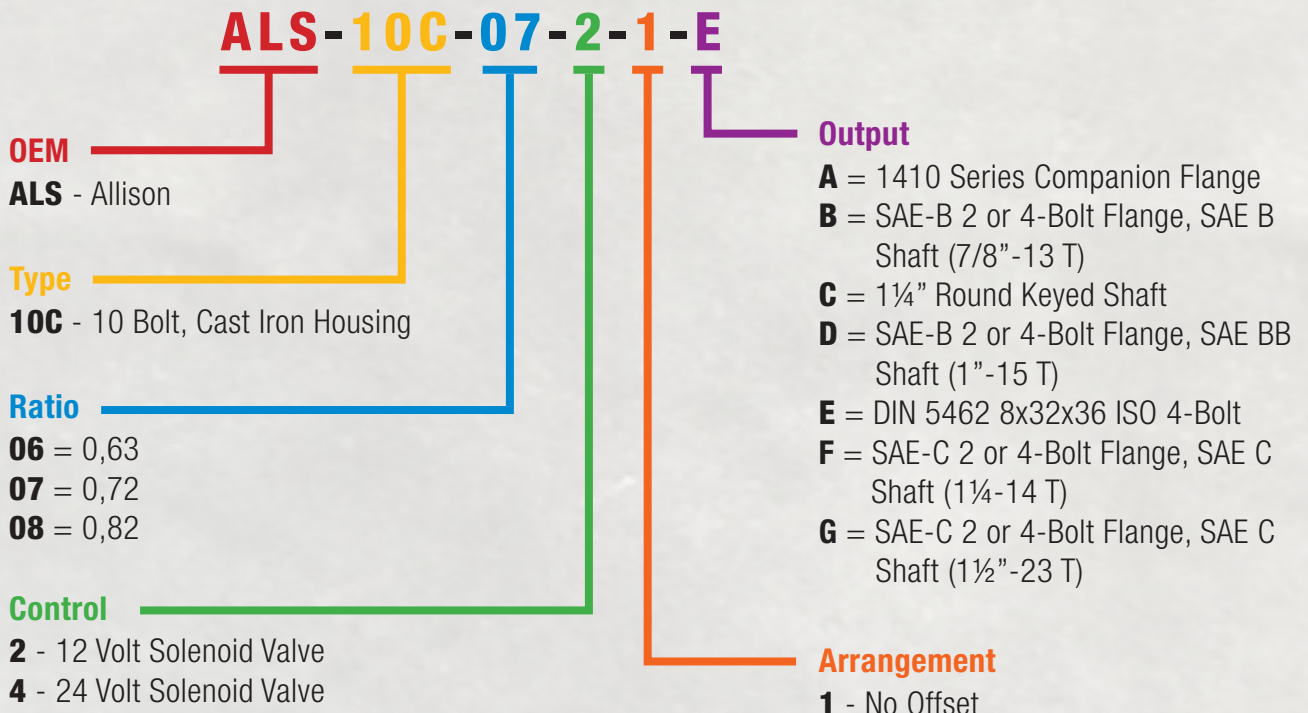 ALS-10C-07-2-1-E
OEM
ALS - Allison
Type
10C - 10 Bolt, Cast Iron Housing
Ratio
06 = 0,63
07 = 0,72
08 = 0,82
Control
2 - 12 Volt Solenoid Valve
4 - 24 Volt Solenoid Valve
Output
A = 1410 Series Companion Flange
B = SAE-B 2 or 4-Bolt Flange, SAE B
Shaft (7/8”-13 T)
C = 1¼” Round Keyed Shaft
D = SAE-B 2 or 4-Bolt Flange, SAE BB
Shaft (1”-15 T)
E = DIN 5462 8x32x36 ISO 4-Bolt
F = SAE-C 2 or 4-Bolt Flange, SAE C
Shaft (1¼-14 T)
G = SAE-C 2 or 4-Bolt Flange, SAE C
Shaft (1½”-23 T)
Arrangement
1 - No Offset